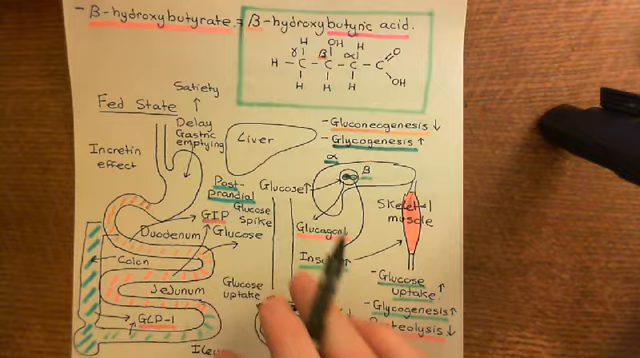 - β-hydroxybutyrate. → β-hydroxybutyric acid.
H OH H
γ β α
H - C - C - C - C O
H H H OH
Fed State
Satiety ↑
Delay
Gastric
emptying
Incretin
effect
Liver
- Gluconeogenesis ↓
- Glycogenesis ↑
α
β
Post-
prandial
Glucose
spike
Glucose↑
GIP
Duodenum
Glucose
Colon
Jejunum
Glucose
uptake
GLP-1
Glucagon
Skeletal
muscle
- Glucose
uptake ↑
- Glycogenesis ↑
Proteolysis ↓